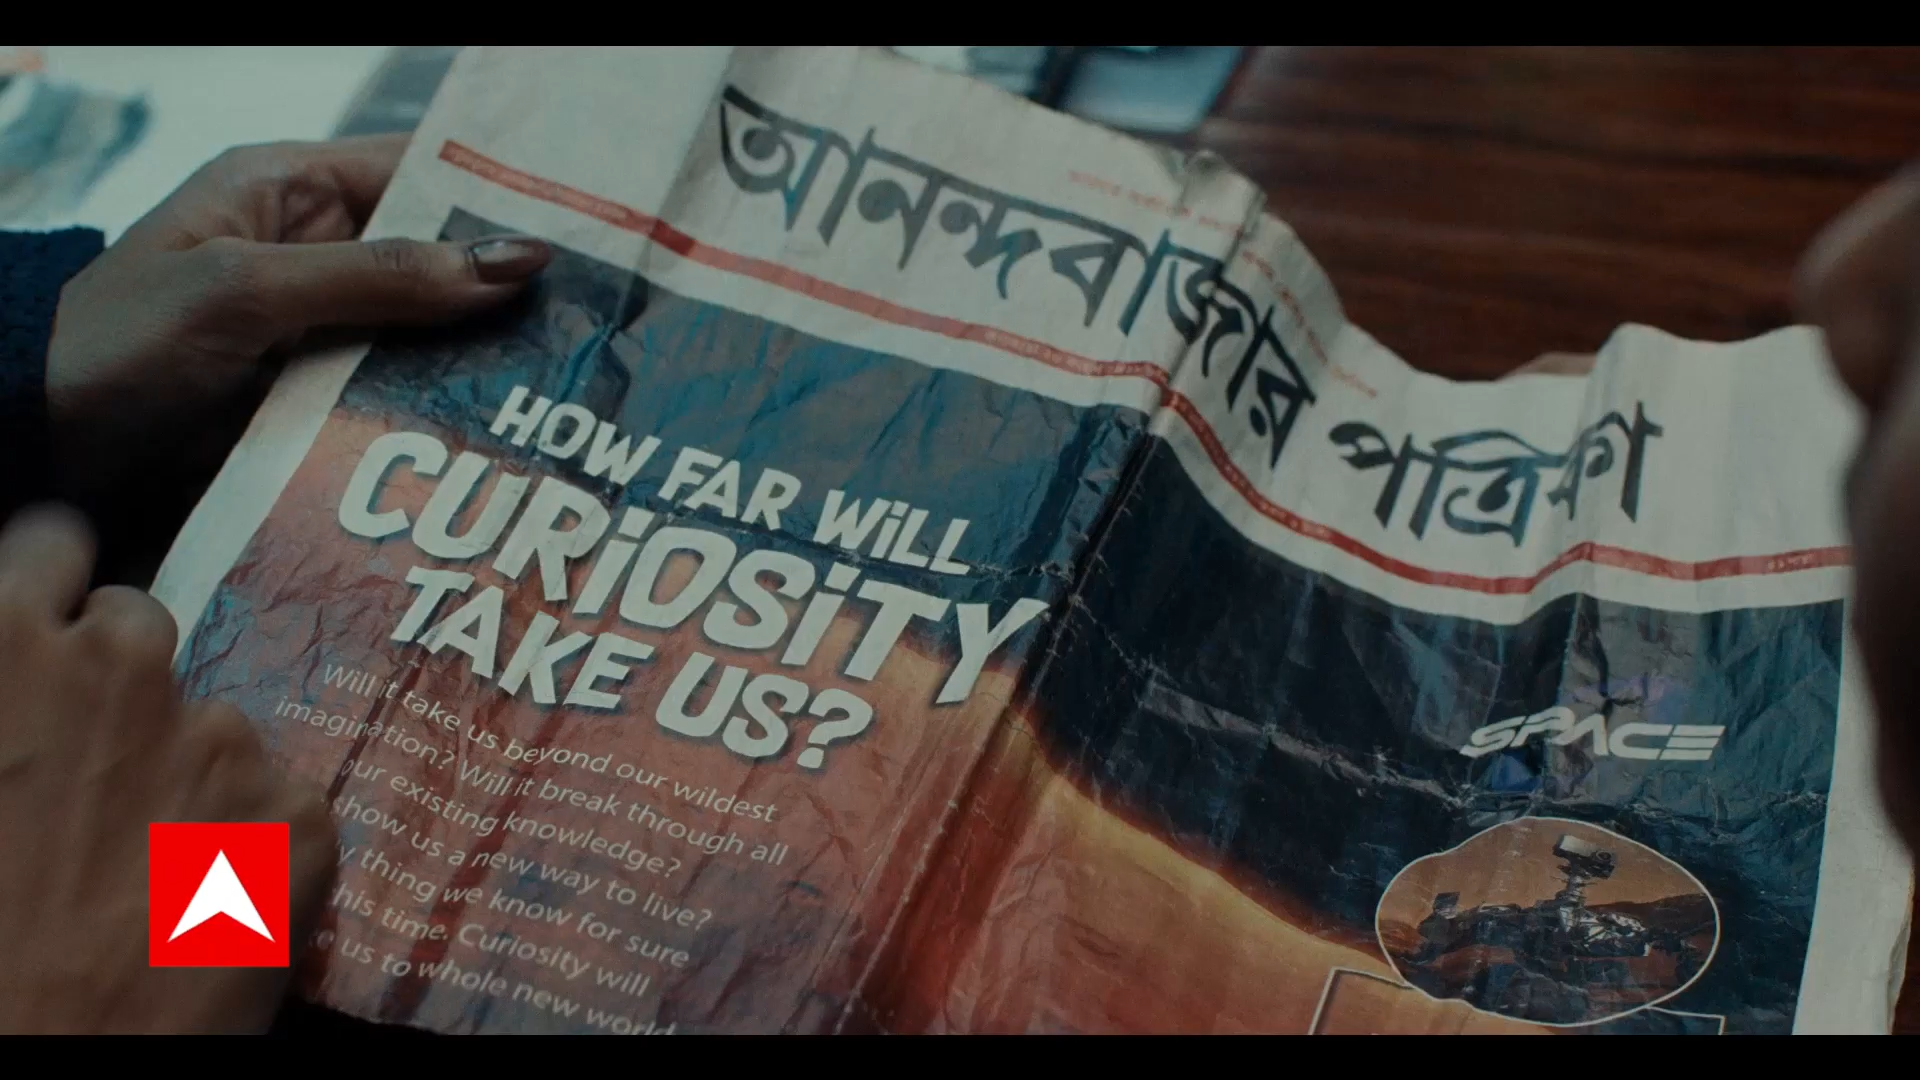 আনন্দবাজার পত্রিকা
HOW FAR WiLL
CURiOSiTY
TAKE US?
Will it take us beyond our wildest
imagination? Will it break through all
our existing knowledge?
show us a new way to live?
thing we know for sure
this time. Curiosity will
us to whole new world
SPACE